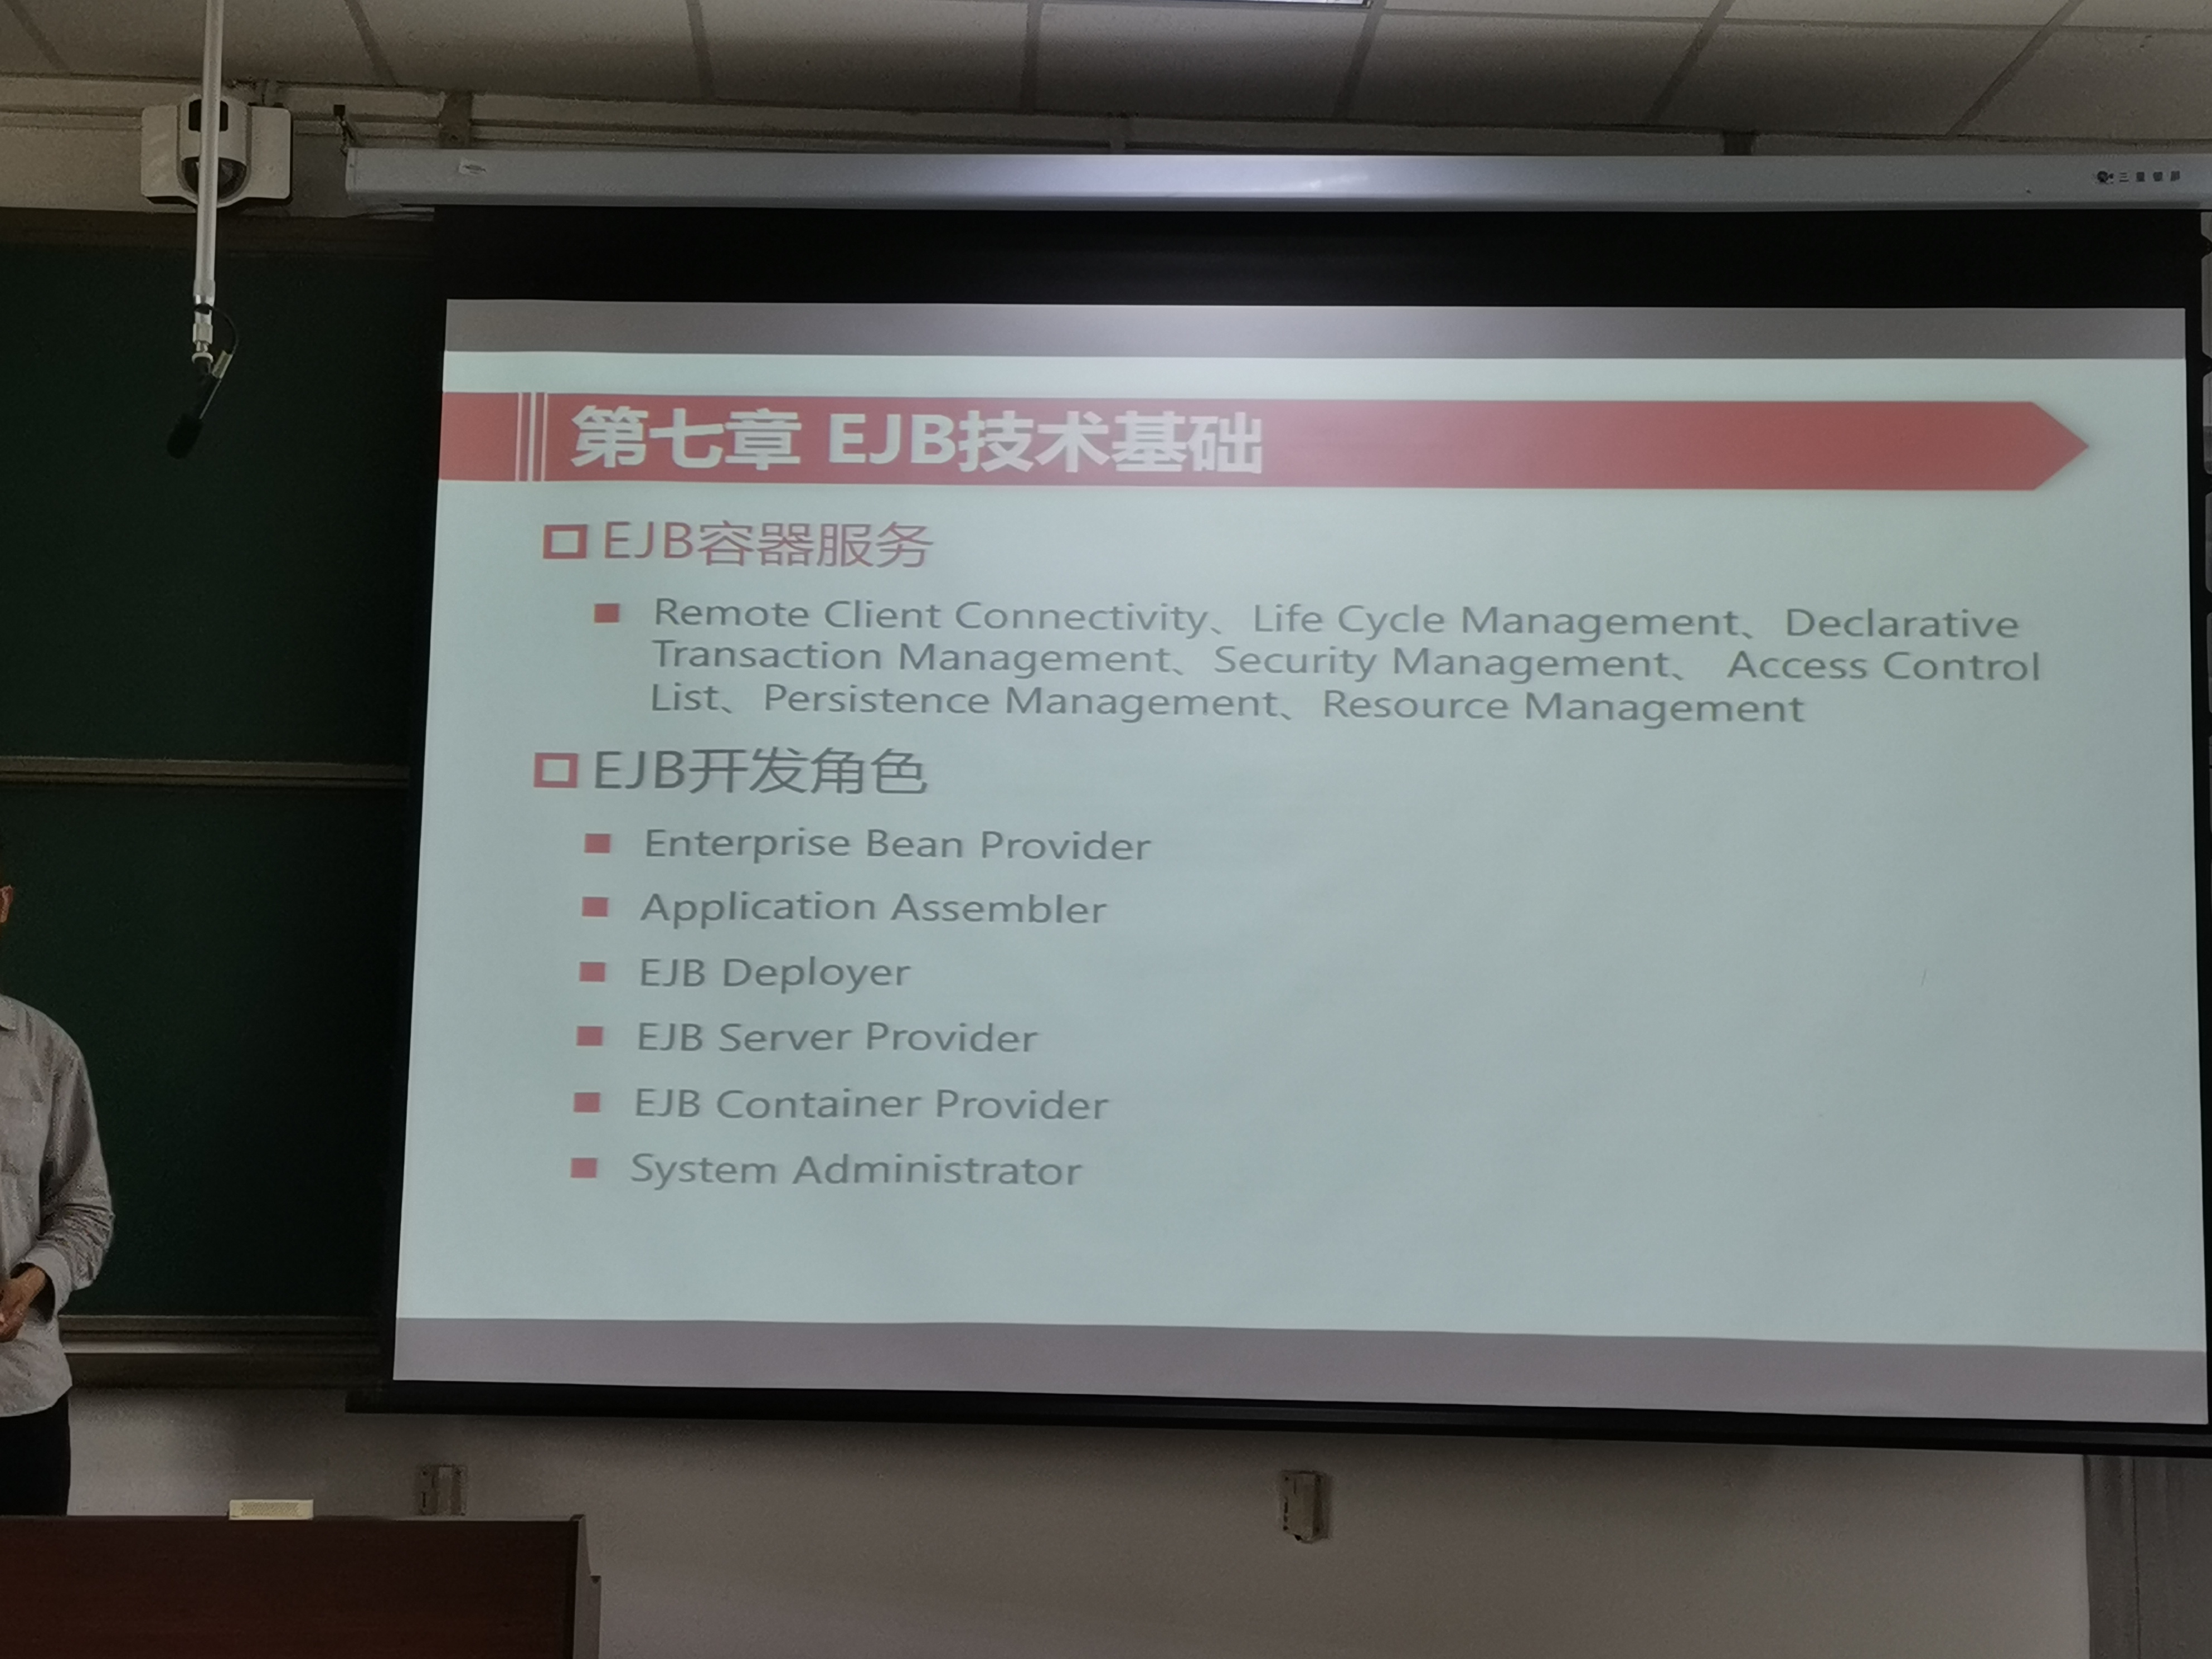 第七章 EJB技术基础
EJB容器服务
Remote Client Connectivity、Life Cycle Management、Declarative
Transaction Management、Security Management、 Access Control
List、Persistence Management、Resource Management
EJB开发角色
Enterprise Bean Provider
Application Assembler
EJB Deployer
EJB Server Provider
EJB Container Provider
System Administrator